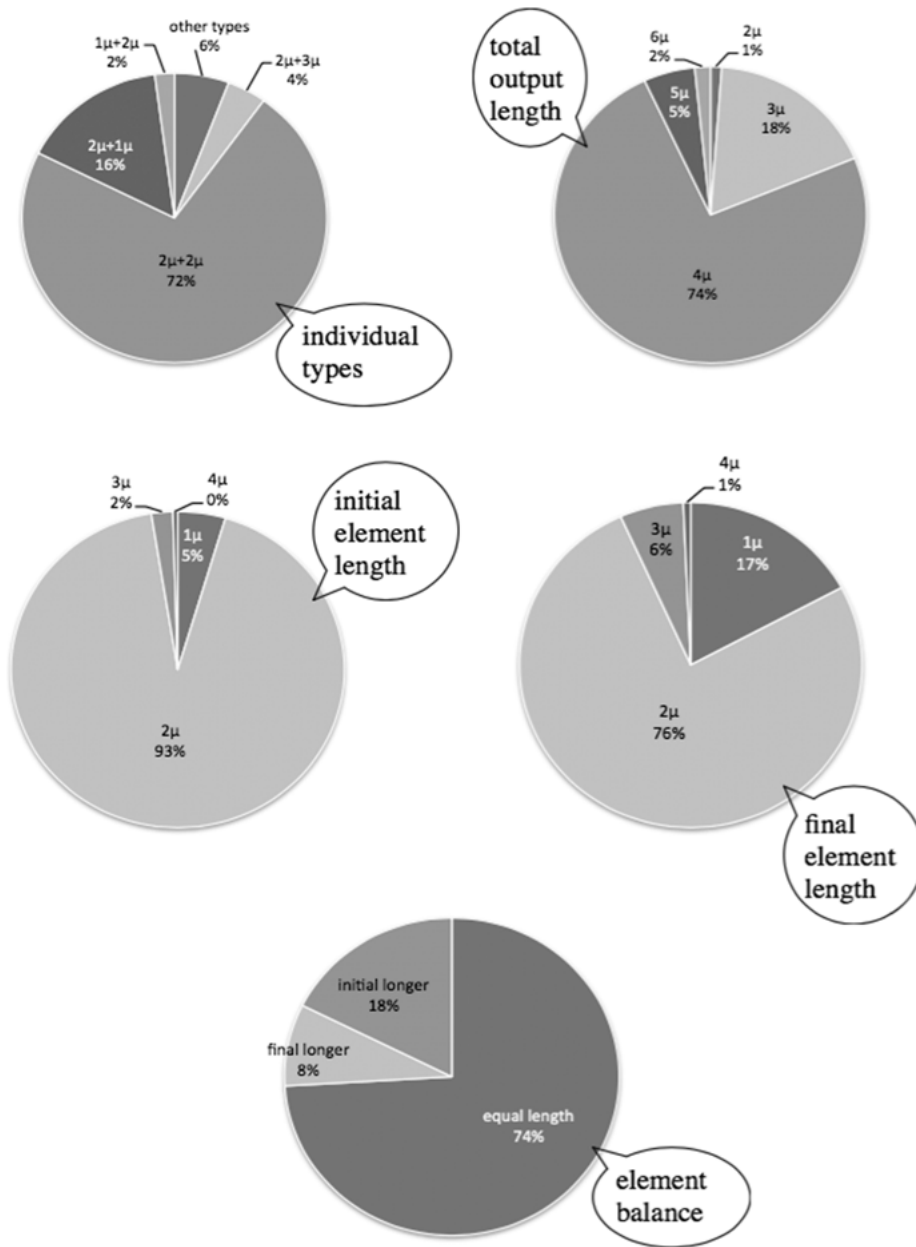 other types
6%
1μ+2μ
2%
2μ+3μ
4%
2μ+1μ
16%
2μ+2μ
72%
individual
types
total
output
length
6μ
2%
2μ
1%
5μ
5%
3μ
18%
4μ
74%
3μ
2%
4μ
0%
1μ
5%
2μ
93%
initial
element
length
4μ
1%
3μ
6%
1μ
17%
2μ
76%
final
element
length
initial longer
18%
final longer
8%
equal length
74%
element
balance